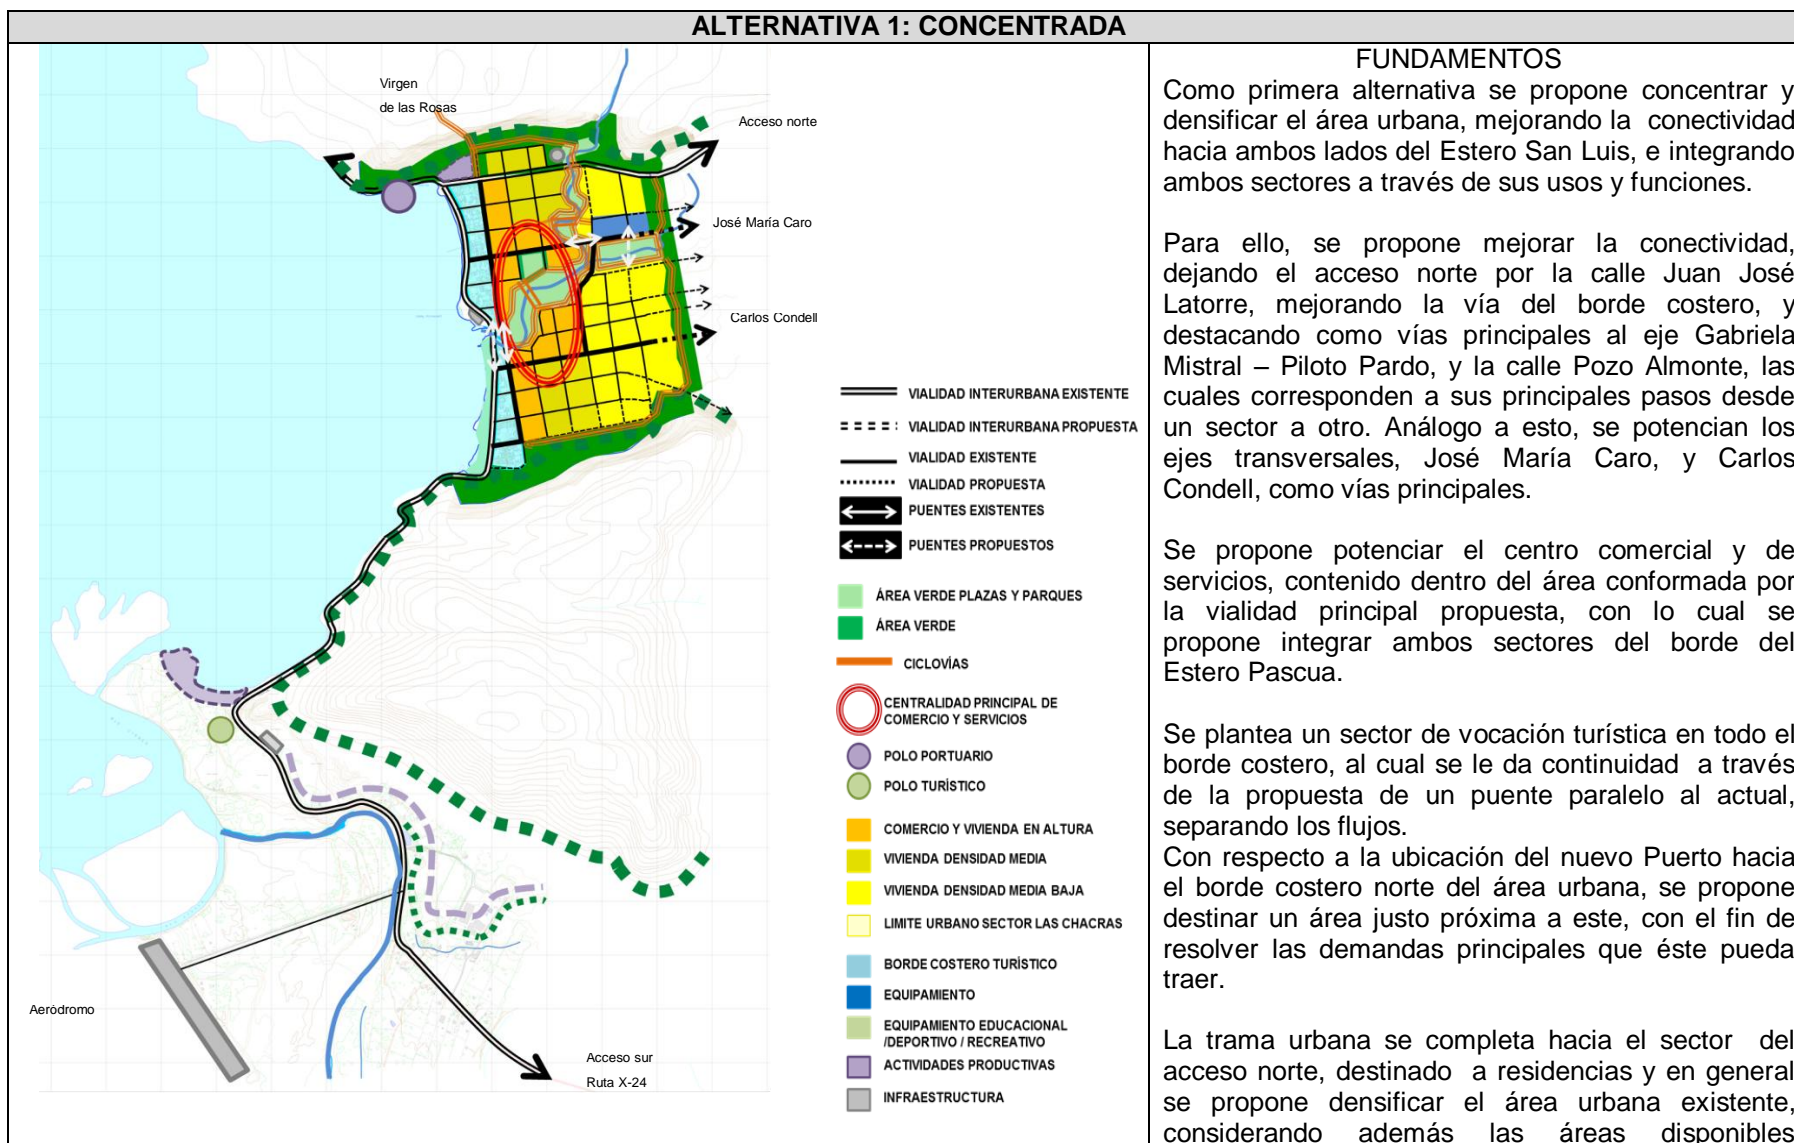 ALTERNATIVA 1: CONCENTRADA
Virgen
de las Rosas
Acceso norte
José María Caro
Carlos Condell
VIALIDAD INTERURBANA EXISTENTE
VIALIDAD INTERURBANA PROPUESTA
VIALIDAD EXISTENTE
VIALIDAD PROPUESTA
PUENTES EXISTENTES
PUENTES PROPUESTOS
ÁREA VERDE PLAZAS Y PARQUES
ÁREA VERDE
CICLOVÌAS
CENTRALIDAD PRINCIPAL DE
COMERCIO Y SERVICIOS
POLO PORTUARIO
POLO TURÍSTICO
COMERCIO Y VIVIENDA EN ALTURA
VIVIENDA DENSIDAD MEDIA
VIVIENDA DENSIDAD MEDIA BAJA
LIMITE URBANO SECTOR LAS CHACRAS
BORDE COSTERO TURÍSTICO
EQUIPAMIENTO
EQUIPAMIENTO EDUCACIONAL
/DEPORTIVO / RECREATIVO
ACTIVIDADES PRODUCTIVAS
INFRAESTRUCTURA
Aeródromo
Acceso sur
Ruta X-24
FUNDAMENTOS
Como primera alternativa se propone concentrar y
densificar el área urbana, mejorando la conectividad
hacia ambos lados del Estero San Luis, e integrando
ambos sectores a través de sus usos y funciones.
Para ello, se propone mejorar la conectividad,
dejando el acceso norte por la calle Juan José
Latorre, mejorando la vía del borde costero, y
destacando como vías principales al eje Gabriela
Mistral – Piloto Pardo, y la calle Pozo Almonte, las
cuales corresponden a sus principales pasos desde
un sector a otro. Análogo a esto, se potencian los
ejes transversales, José María Caro, y Carlos
Condell, como vías principales.
Se propone potenciar el centro comercial y de
servicios, contenido dentro del área conformada por
la vialidad principal propuesta, con lo cual se
propone integrar ambos sectores del borde del
Estero Pascua.
Se plantea un sector de vocación turística en todo el
borde costero, al cual se le da continuidad a través
de la propuesta de un puente paralelo al actual,
separando los flujos.
Con respecto a la ubicación del nuevo Puerto hacia
el borde costero norte del área urbana, se propone
destinar un área justo próxima a este, con el fin de
resolver las demandas principales que éste pueda
traer.
La trama urbana se completa hacia el sector del
acceso norte, destinado a residencias y en general
se propone densificar el área urbana existente,
considerando además las áreas disponibles